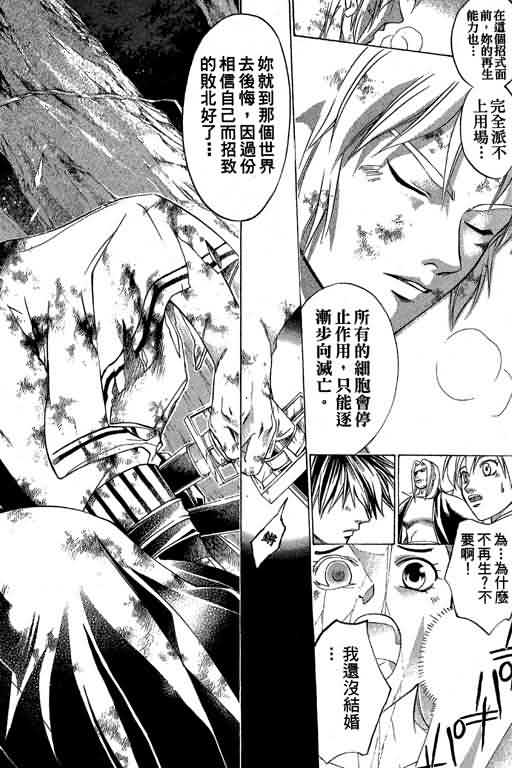 在這個招式面
前，妳的再生
能力也…
完全派不
上用場…
所有的細胞會停
止作用，只能逐
漸步向滅亡。
為…為什麼
不再生？不
要啊！
我還沒結婚
…
妳就到那個世界
去後悔，因過份
相信自己而招致
的敗北好了…